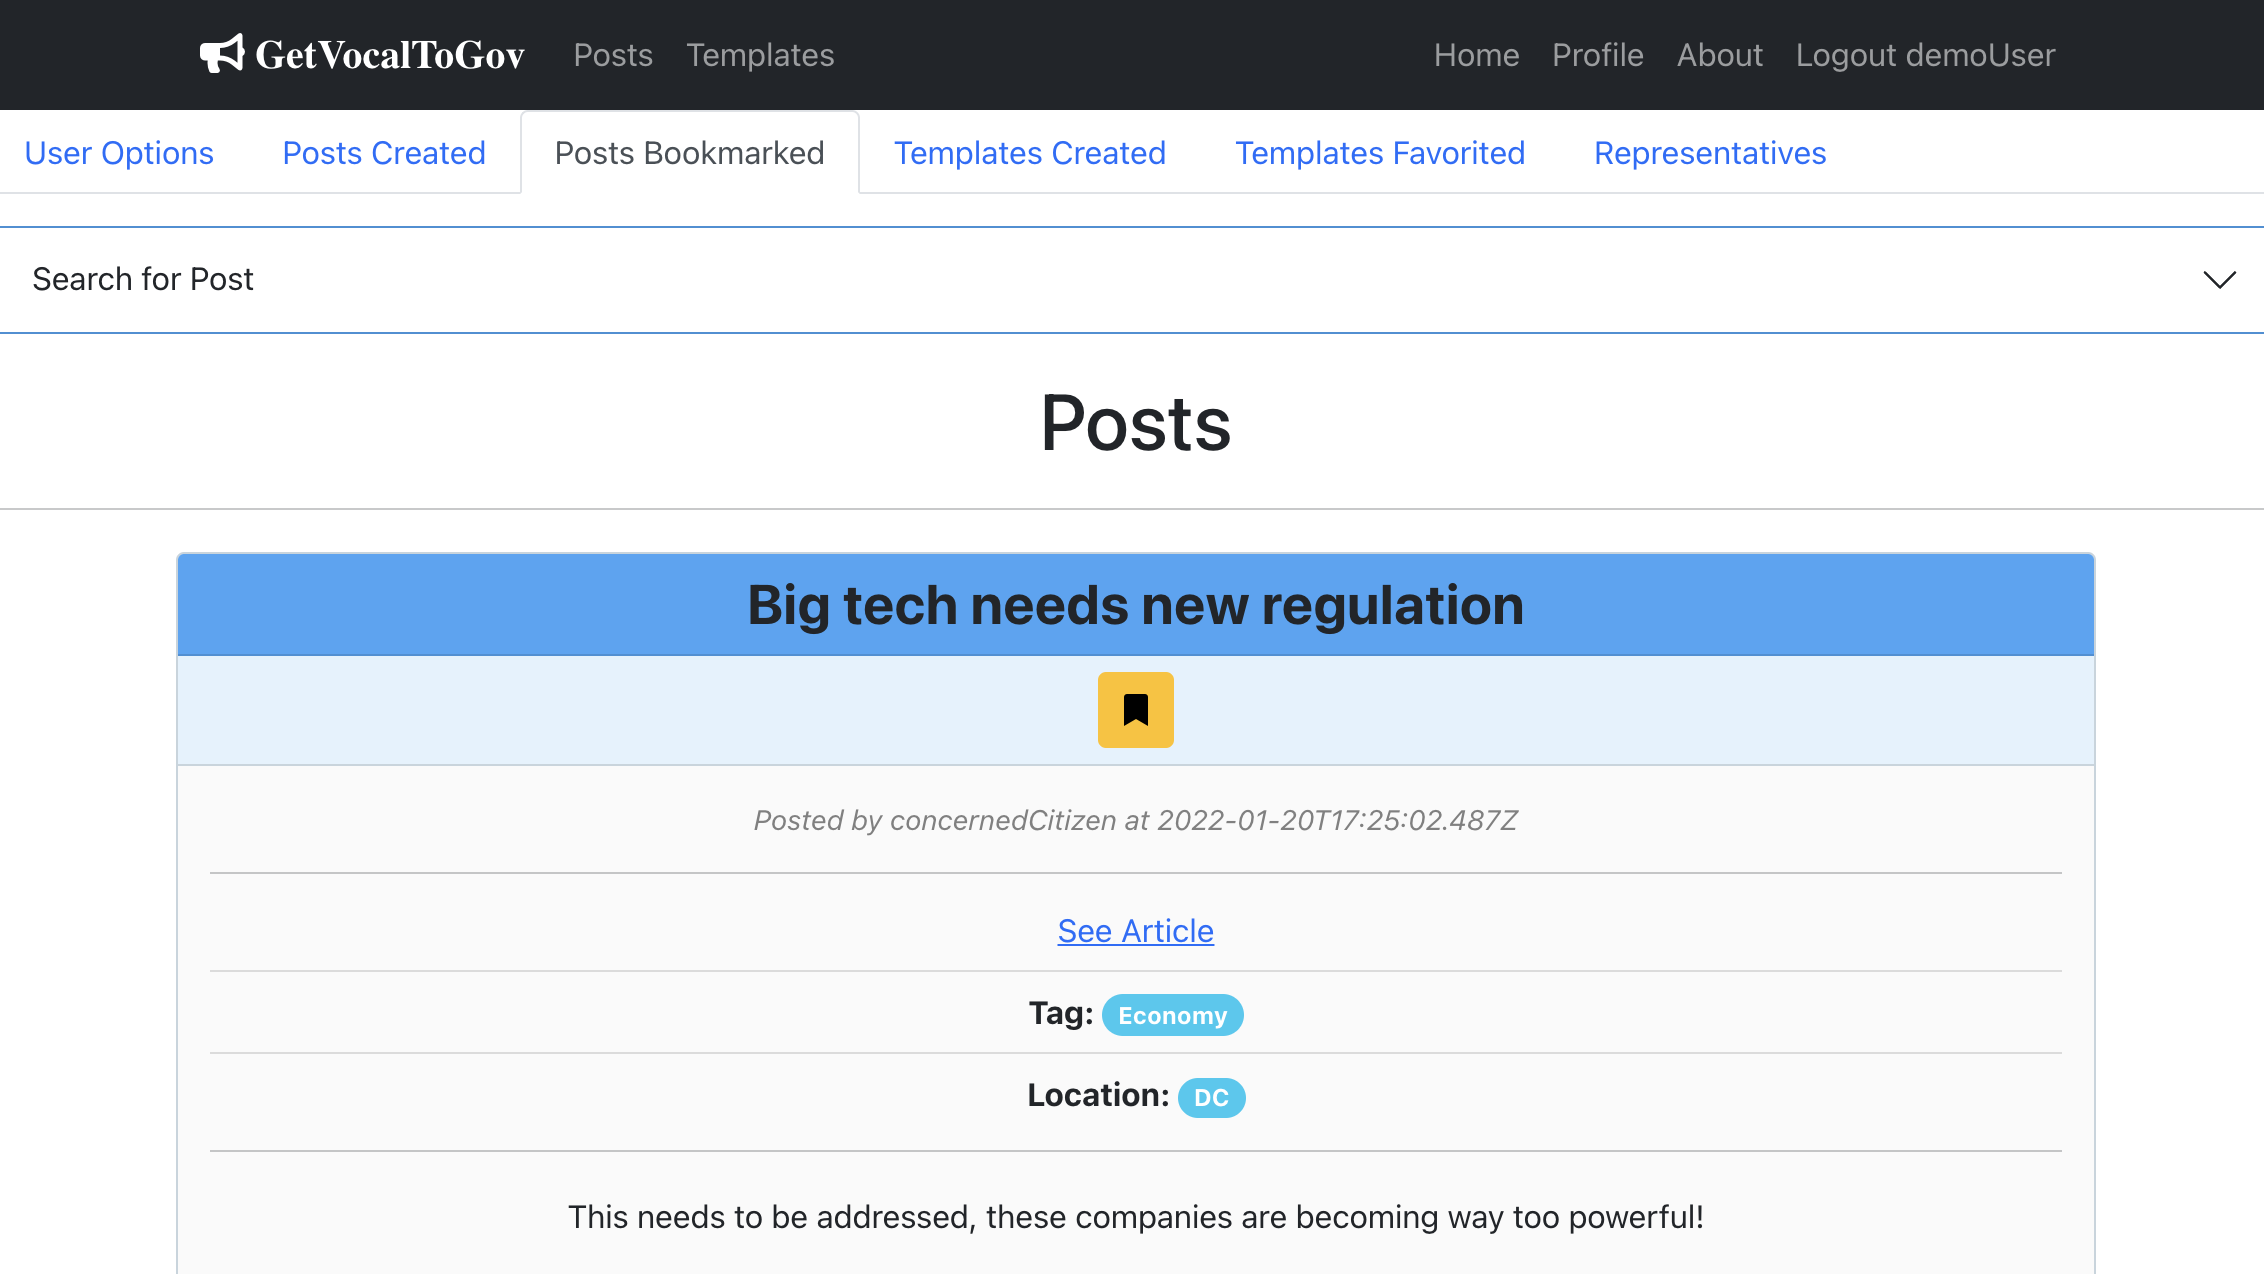 GetVocalToGov Posts Templates Home Profile About Logout demoUser
User Options Posts Created Posts Bookmarked Templates Created Templates Favorited Representatives
Search for Post
Posts
Big tech needs new regulation
Posted by concernedCitizen at 2022-01-20T17:25:02.487Z
See Article
Tag: Economy
Location: DC
This needs to be addressed, these companies are becoming way too powerful!